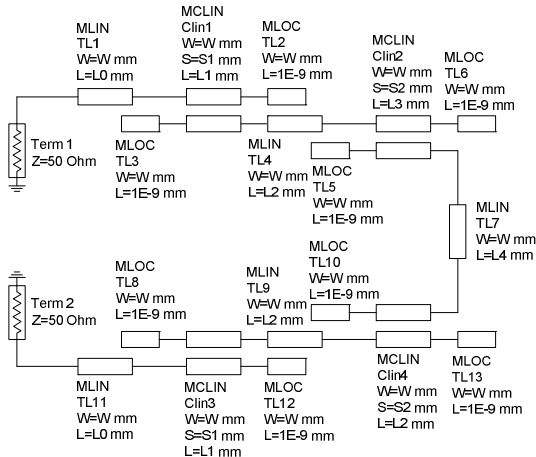 MLIN
TL1
W=W mm
L=L0 mm
MCLIN
Clin1
W=W mm
S=S1 mm
L=L1 mm
MLOC
TL2
W=W mm
L=1E-9 mm
MCLIN
Clin2
W=W mm
S=S2 mm
L=L3 mm
MLOC
TL6
W=W mm
L=1E-9 mm
Term 1
Z=50 Ohm
MLOC
TL3
W=W mm
L=1E-9 mm
MLIN
TL4
W=W mm
L=L2 mm
MLOC
TL5
W=W mm
L=1E-9 mm
MLIN
TL7
W=W mm
L=L4 mm
Term 2
Z=50 Ohm
MLOC
TL8
W=W mm
L=1E-9 mm
MLIN
TL9
W=W mm
L=L2 mm
MLOC
TL10
W=W mm
L=1E-9 mm
MLIN
TL11
W=W mm
L=L0 mm
MCLIN
Clin3
W=W mm
S=S1 mm
L=L1 mm
MLOC
TL12
W=W mm
L=1E-9 mm
MCLIN
Clin4
W=W mm
S=S2 mm
L=L2 mm
MLOC
TL13
W=W mm
L=1E-9 mm